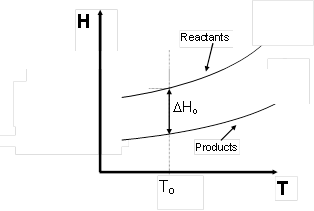 H
Reactants
ΔHo
Products
To
T